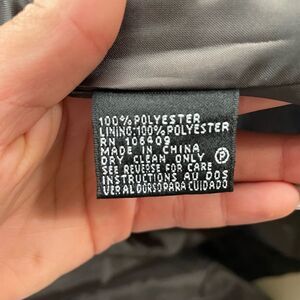 100% POLYESTER
LINING:100% POLYESTER
RN 106409
MADE IN CHINA
DRY CLEAN ONLY
SEE REVERSE FOR CARE
INSTRUCTIONS AU DOS
VER AL DORSO PARA CUIDADO
P